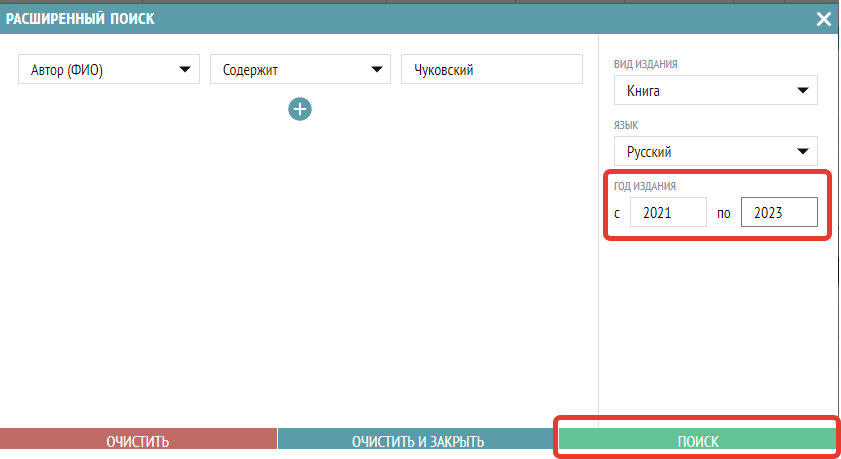 РАСШИРЕННЫЙ ПОИСК
Автор (ФИО) Содержит Чуковский
ВИД ИЗДАНИЯ
Книга
ЯЗЫК
Русский
ГОД ИЗДАНИЯ
с 2021 по 2023
ОЧИСТИТЬ ОЧИСТИТЬ И ЗАКРЫТЬ ПОИСК